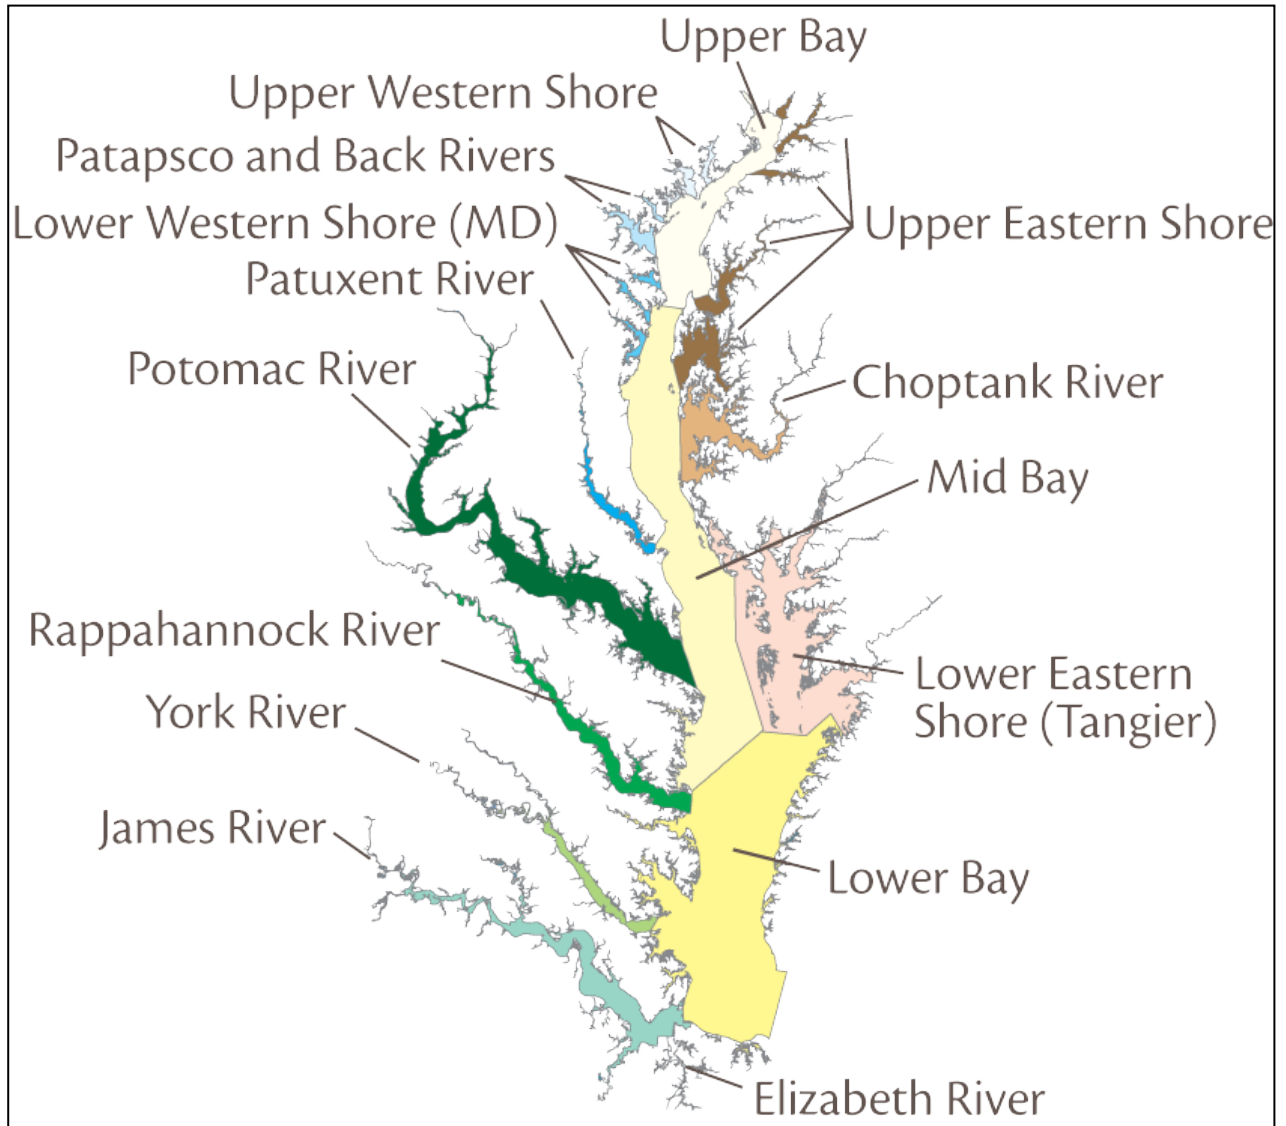 Upper Bay
Upper Western Shore
Patapsco and Back Rivers
Lower Western Shore (MD)
Upper Eastern Shore
Patuxent River
Potomac River
Choptank River
Mid Bay
Rappahannock River
Lower Eastern
Shore (Tangier)
York River
James River
Lower Bay
Elizabeth River